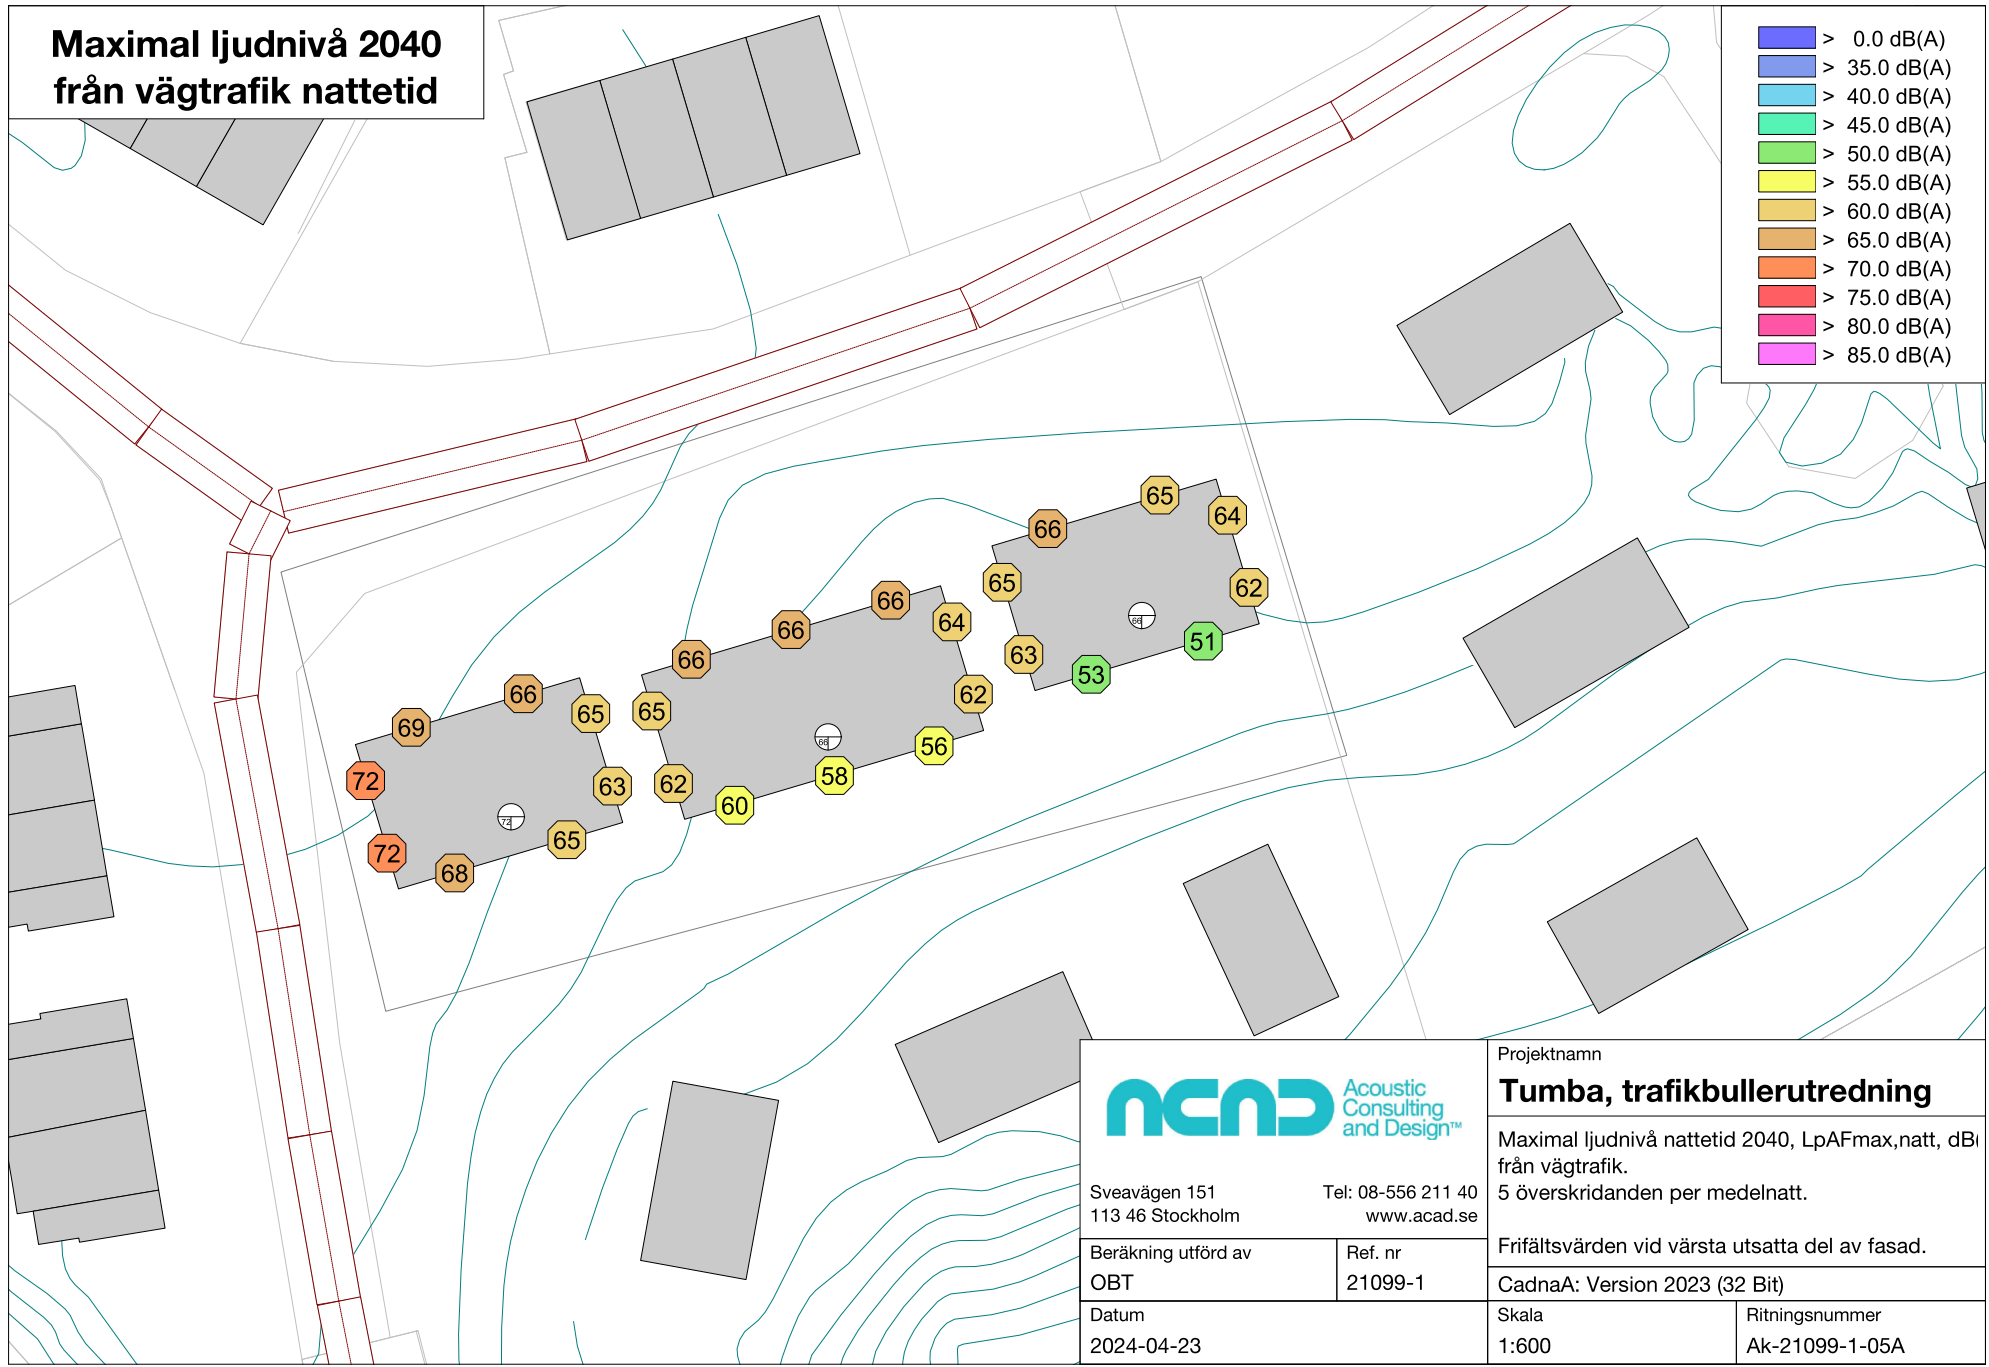 Maximal ljudnivå 2040
från vägtrafik nattetid
> 0.0 dB(A)
> 35.0 dB(A)
> 40.0 dB(A)
> 45.0 dB(A)
> 50.0 dB(A)
> 55.0 dB(A)
> 60.0 dB(A)
> 65.0 dB(A)
> 70.0 dB(A)
> 75.0 dB(A)
> 80.0 dB(A)
> 85.0 dB(A)
69
66
65
63
65
68
72
72
72
66
66
66
64
62
56
58
60
62
65
66
66
65
64
62
51
53
63
65
66
ACAD
Acoustic
Consulting
and Design™
Sveavägen 151
113 46 Stockholm
Tel: 08-556 211 40
www.acad.se
Beräkning utförd av
OBT
Ref. nr
21099-1
Datum
2024-04-23
Projektnamn
Tumba, trafikbullerutredning
Maximal ljudnivå nattetid 2040, LpAFmax,natt, dB(
från vägtrafik.
5 överskridanden per medelnatt.
Frifältsvärden vid värsta utsatta del av fasad.
CadnaA: Version 2023 (32 Bit)
Skala
1:600
Ritningsnummer
Ak-21099-1-05A